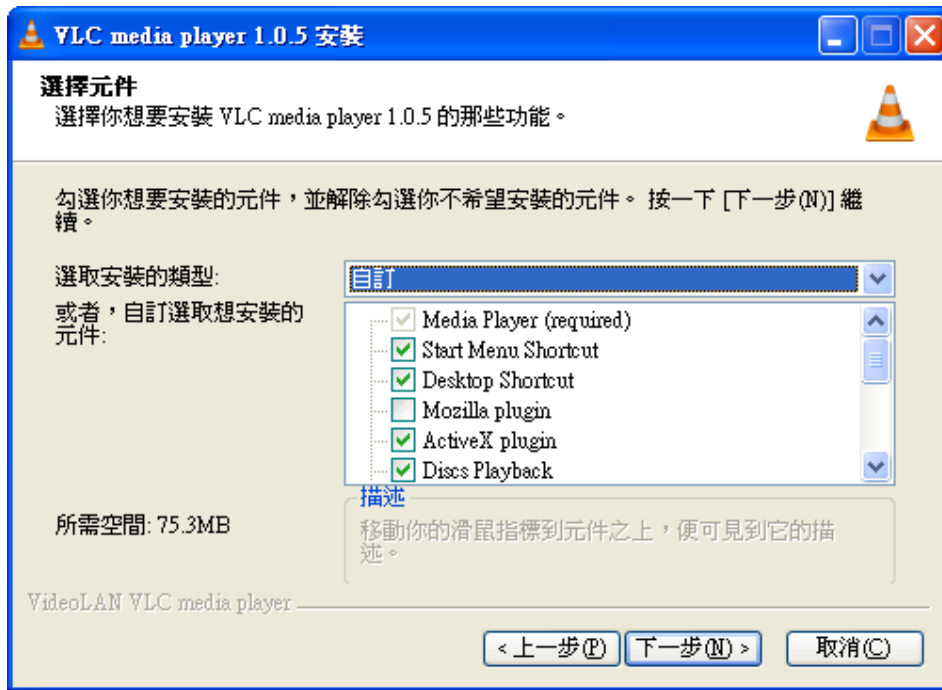 VLC media player 1.0.5 安裝
選擇元件
選擇你想要安裝 VLC media player 1.0.5 的那些功能。
勾選你想要安裝的元件，並解除勾選你不希望安裝的元件。 按一下 [下一步(N)] 繼
續。
選取安裝的類型:
自訂
或者，自訂選取想安裝的
元件:
Media Player (required)
Start Menu Shortcut
Desktop Shortcut
Mozilla plugin
ActiveX plugin
Discs Playback
所需空間: 75.3MB
描述
移動你的滑鼠指標到元件之上，便可見到它的描
述。
VideoLAN VLC media player
< 上一步(P)
下一步(N) >
取消(C)